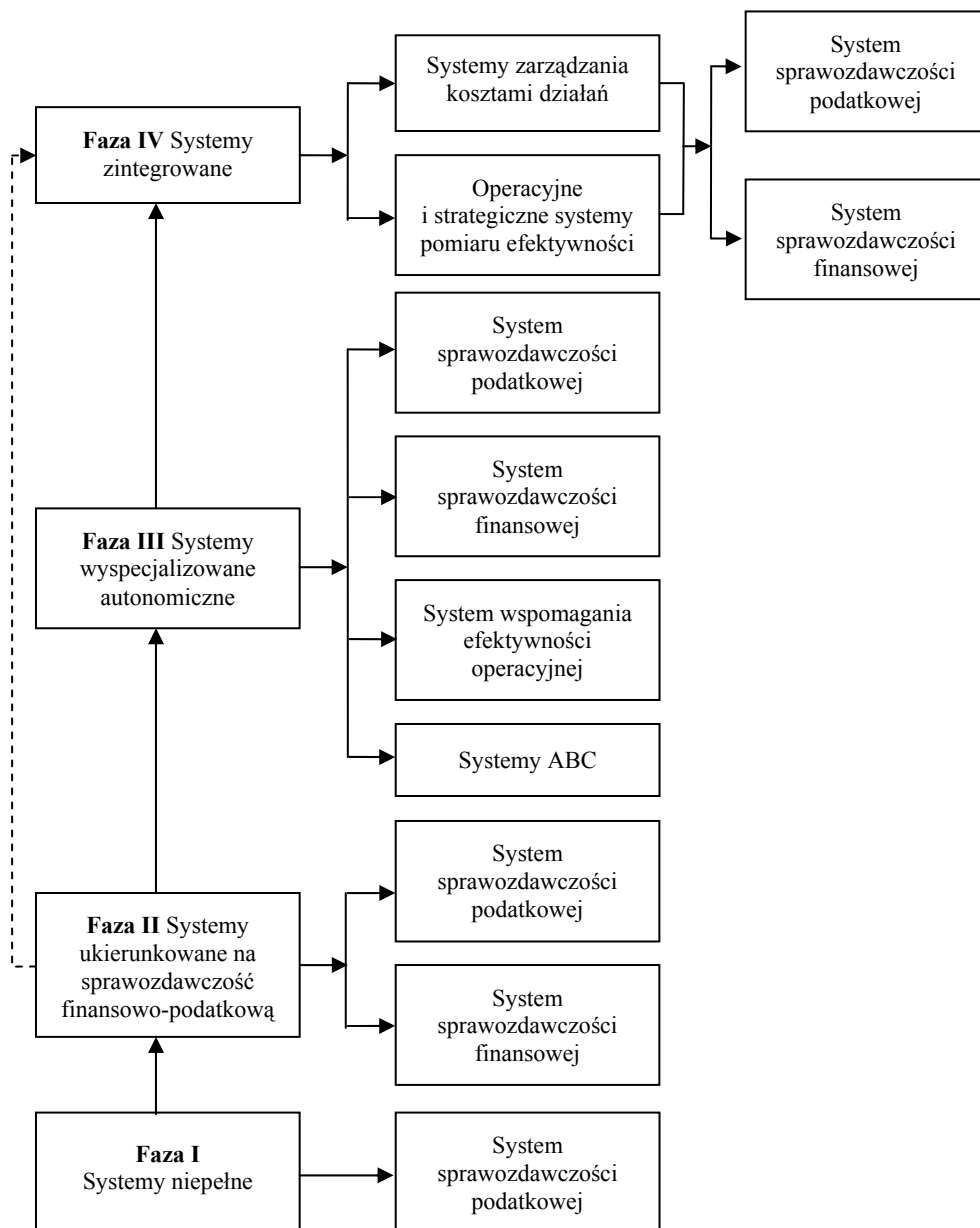 Systemy zarządzania
kosztami działań
System
sprawozdawczości
podatkowej
Faza IV Systemy
zintegrowane
Operacyjne
i strategiczne systemy
pomiaru efektywności
System
sprawozdawczości
finansowej
System
sprawozdawczości
podatkowej
System
sprawozdawczości
finansowej
Faza III Systemy
wyspecjalizowane
autonomiczne
System wspomagania
efektywności
operacyjnej
Systemy ABC
System
sprawozdawczości
podatkowej
Faza II Systemy
ukierunkowane na
sprawozdawczość
finansowo-podatkową
System
sprawozdawczości
finansowej
Faza I
Systemy niepełne
System
sprawozdawczości
podatkowej